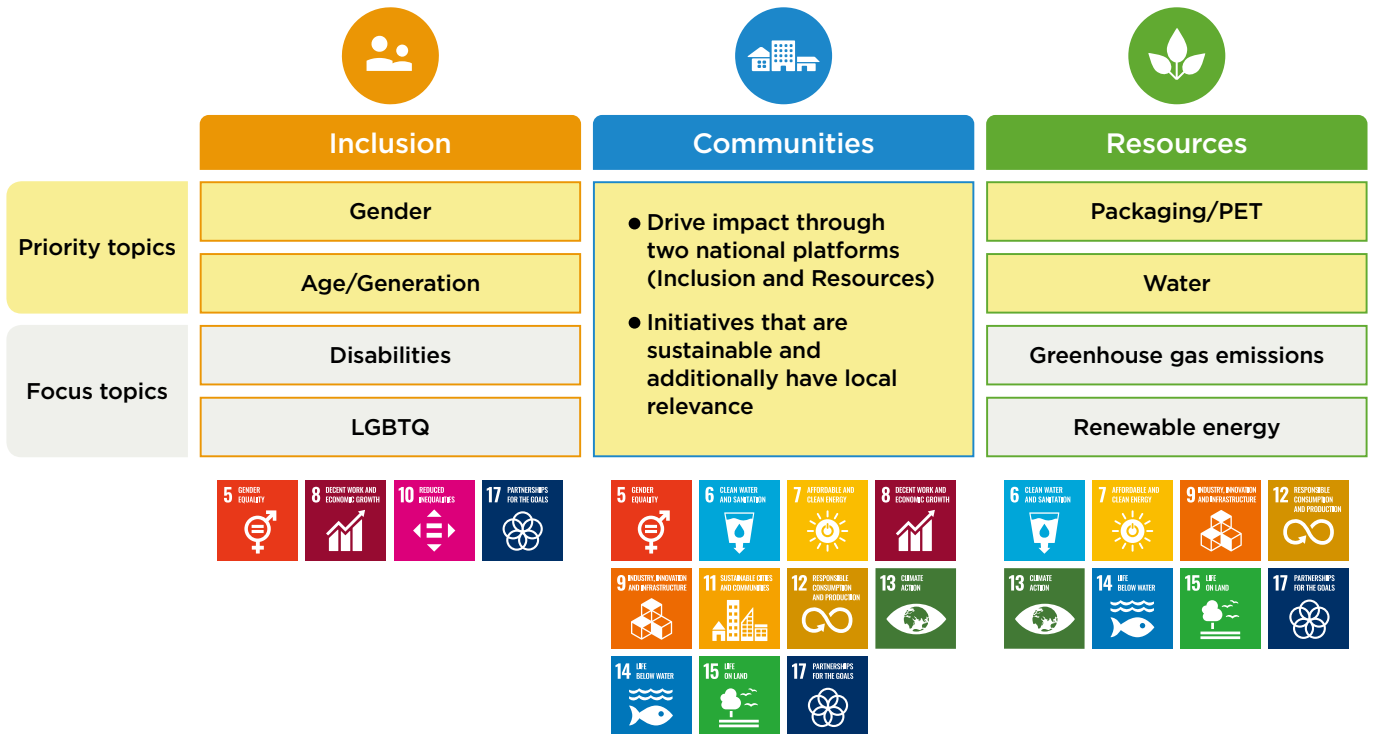 Inclusion
Communities
Resources
Priority topics
Gender
Age/Generation
Focus topics
Disabilities
LGBTQ
● Drive impact through
two national platforms
(Inclusion and Resources)
● Initiatives that are
sustainable and
additionally have local
relevance
Packaging/PET
Water
Greenhouse gas emissions
Renewable energy
5 GENDER
EQUALITY
8 DECENT WORK AND
ECONOMIC GROWTH
10 REDUCED
INEQUALITIES
17 PARTNERSHIPS
FOR THE GOALS
5 GENDER
EQUALITY
6 CLEAN WATER
AND SANITATION
7 AFFORDABLE AND
CLEAN ENERGY
8 DECENT WORK AND
ECONOMIC GROWTH
9 INDUSTRY, INNOVATION
AND INFRASTRUCTURE
11 SUSTAINABLE CITIES
AND COMMUNITIES
12 RESPONSIBLE
CONSUMPTION
AND PRODUCTION
13 CLIMATE
ACTION
14 LIFE
BELOW WATER
15 LIFE
ON LAND
17 PARTNERSHIPS
FOR THE GOALS
6 CLEAN WATER
AND SANITATION
7 AFFORDABLE AND
CLEAN ENERGY
9 INDUSTRY, INNOVATION
AND INFRASTRUCTURE
12 RESPONSIBLE
CONSUMPTION
AND PRODUCTION
13 CLIMATE
ACTION
14 LIFE
BELOW WATER
15 LIFE
ON LAND
17 PARTNERSHIPS
FOR THE GOALS